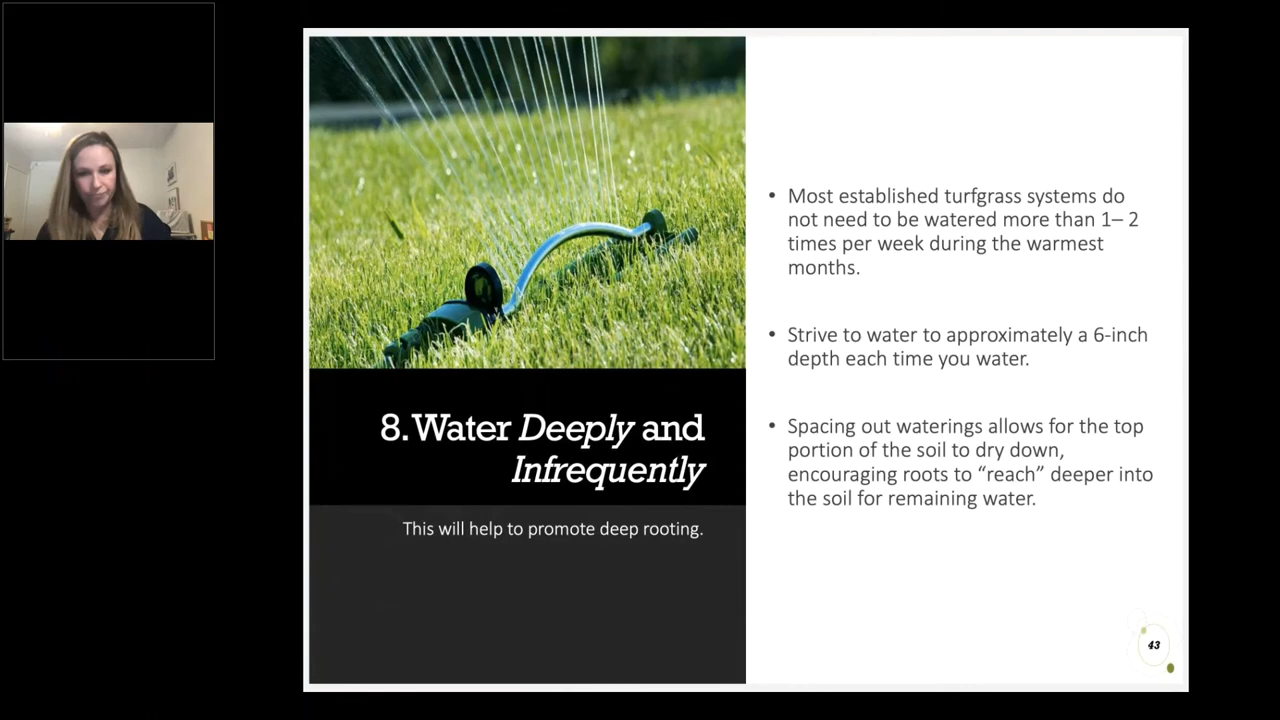 8. Water Deeply and
Infrequently
This will help to promote deep rooting.
• Most established turfgrass systems do
not need to be watered more than 1– 2
times per week during the warmest
months.
• Strive to water to approximately a 6-inch
depth each time you water.
• Spacing out waterings allows for the top
portion of the soil to dry down,
encouraging roots to “reach” deeper into
the soil for remaining water.
43